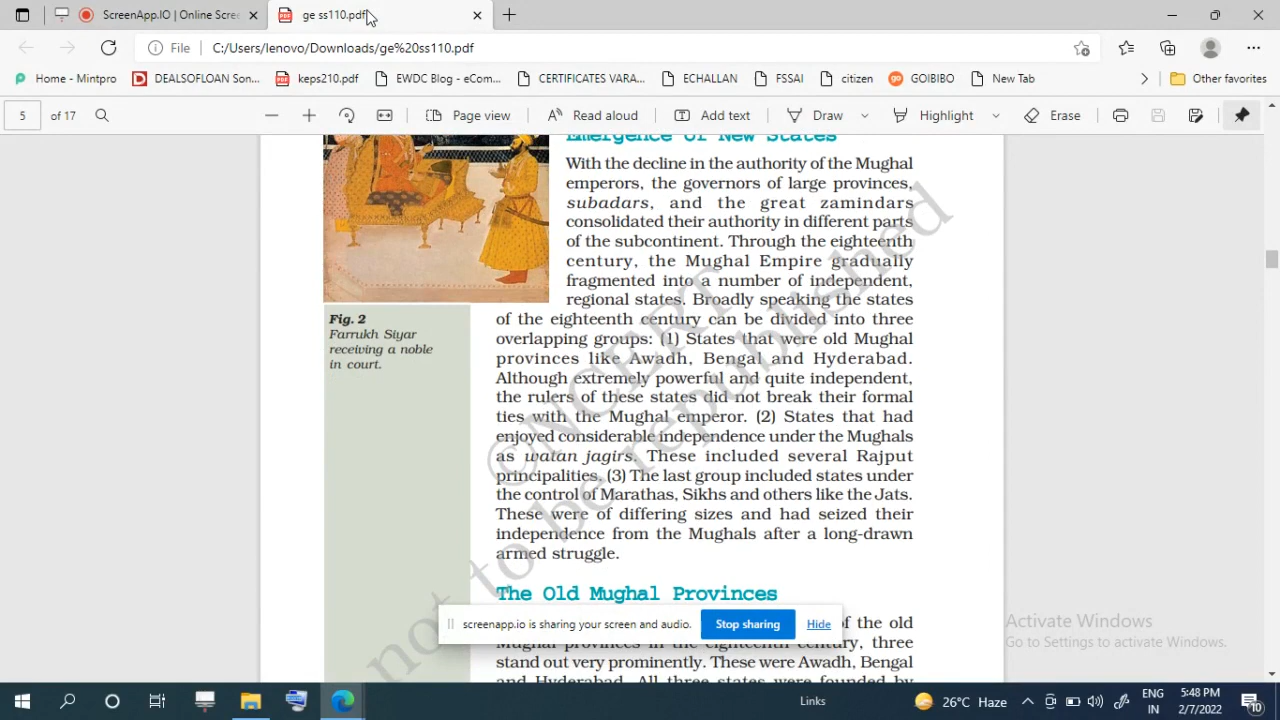 ScreenApp.IO | Online Scree
ge ss110.pdf
File
C:/Users/lenovo/Downloads/ge%20ss110.pdf
Home - Mintpro
DEALSOFLOAN Son...
keps210.pdf
EWDC Blog - eCom...
CERTIFICATES VARA...
ECHALLAN
FSSAI
citizen
GOIBIBO
New Tab
Other favorites
5 of 17
Page view
Read aloud
Add text
Draw
Highlight
Erase
Emergence of New States
With the decline in the authority of the Mughal
emperors, the governors of large provinces,
subadars, and the great zamindars
consolidated their authority in different parts
of the subcontinent. Through the eighteenth
century, the Mughal Empire gradually
fragmented into a number of independent,
regional states. Broadly speaking the states
of the eighteenth century can be divided into three
overlapping groups: (1) States that were old Mughal
provinces like Awadh, Bengal and Hyderabad.
Although extremely powerful and quite independent,
the rulers of these states did not break their formal
ties with the Mughal emperor. (2) States that had
enjoyed considerable independence under the Mughals
as watan jagirs. These included several Rajput
principalities. (3) The last group included states under
the control of Marathas, Sikhs and others like the Jats.
These were of differing sizes and had seized their
independence from the Mughals after a long-drawn
armed struggle.
Fig. 2
Farrukh Siyar
receiving a noble
in court.
The Old Mughal Provinces
of the old
Mughal provinces in the eighteenth century, three
stand out very prominently. These were Awadh, Bengal
and Hyderabad. All three states were founded by
©NCERT
not to be republished
screenapp.io is sharing your screen and audio.
Stop sharing
Hide
Activate Windows
Go to Settings to activate Windows.
Links
26°C Haze
ENG
IN
5:48 PM
2/7/2022
10